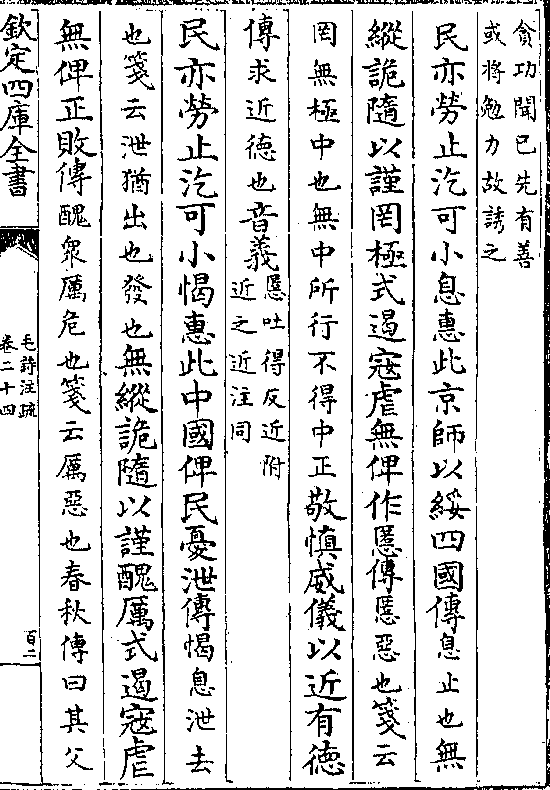 貪功聞已先有善
或將勉力故誘之
民亦勞止汔可小息惠此京師以綏四國傳息止也無
縱詭隨以謹罔極式遏寇虐無俾作慝傳慝惡也箋云
罔無極中也無中所行不得中正敬慎威儀以近有德
傳求近德也音義慝吐得反近附
近之近注同
民亦勞止汔可小愒惠此中國俾民憂泄傳愒息泄去
也箋云泄猶出也發也無縱詭隨以謹醜厲式遏寇虐
無俾正敗傳醜衆厲危也箋云厲惡也春秋傳曰其父
欽定四庫全書
毛詩注疏
卷二十四
百二